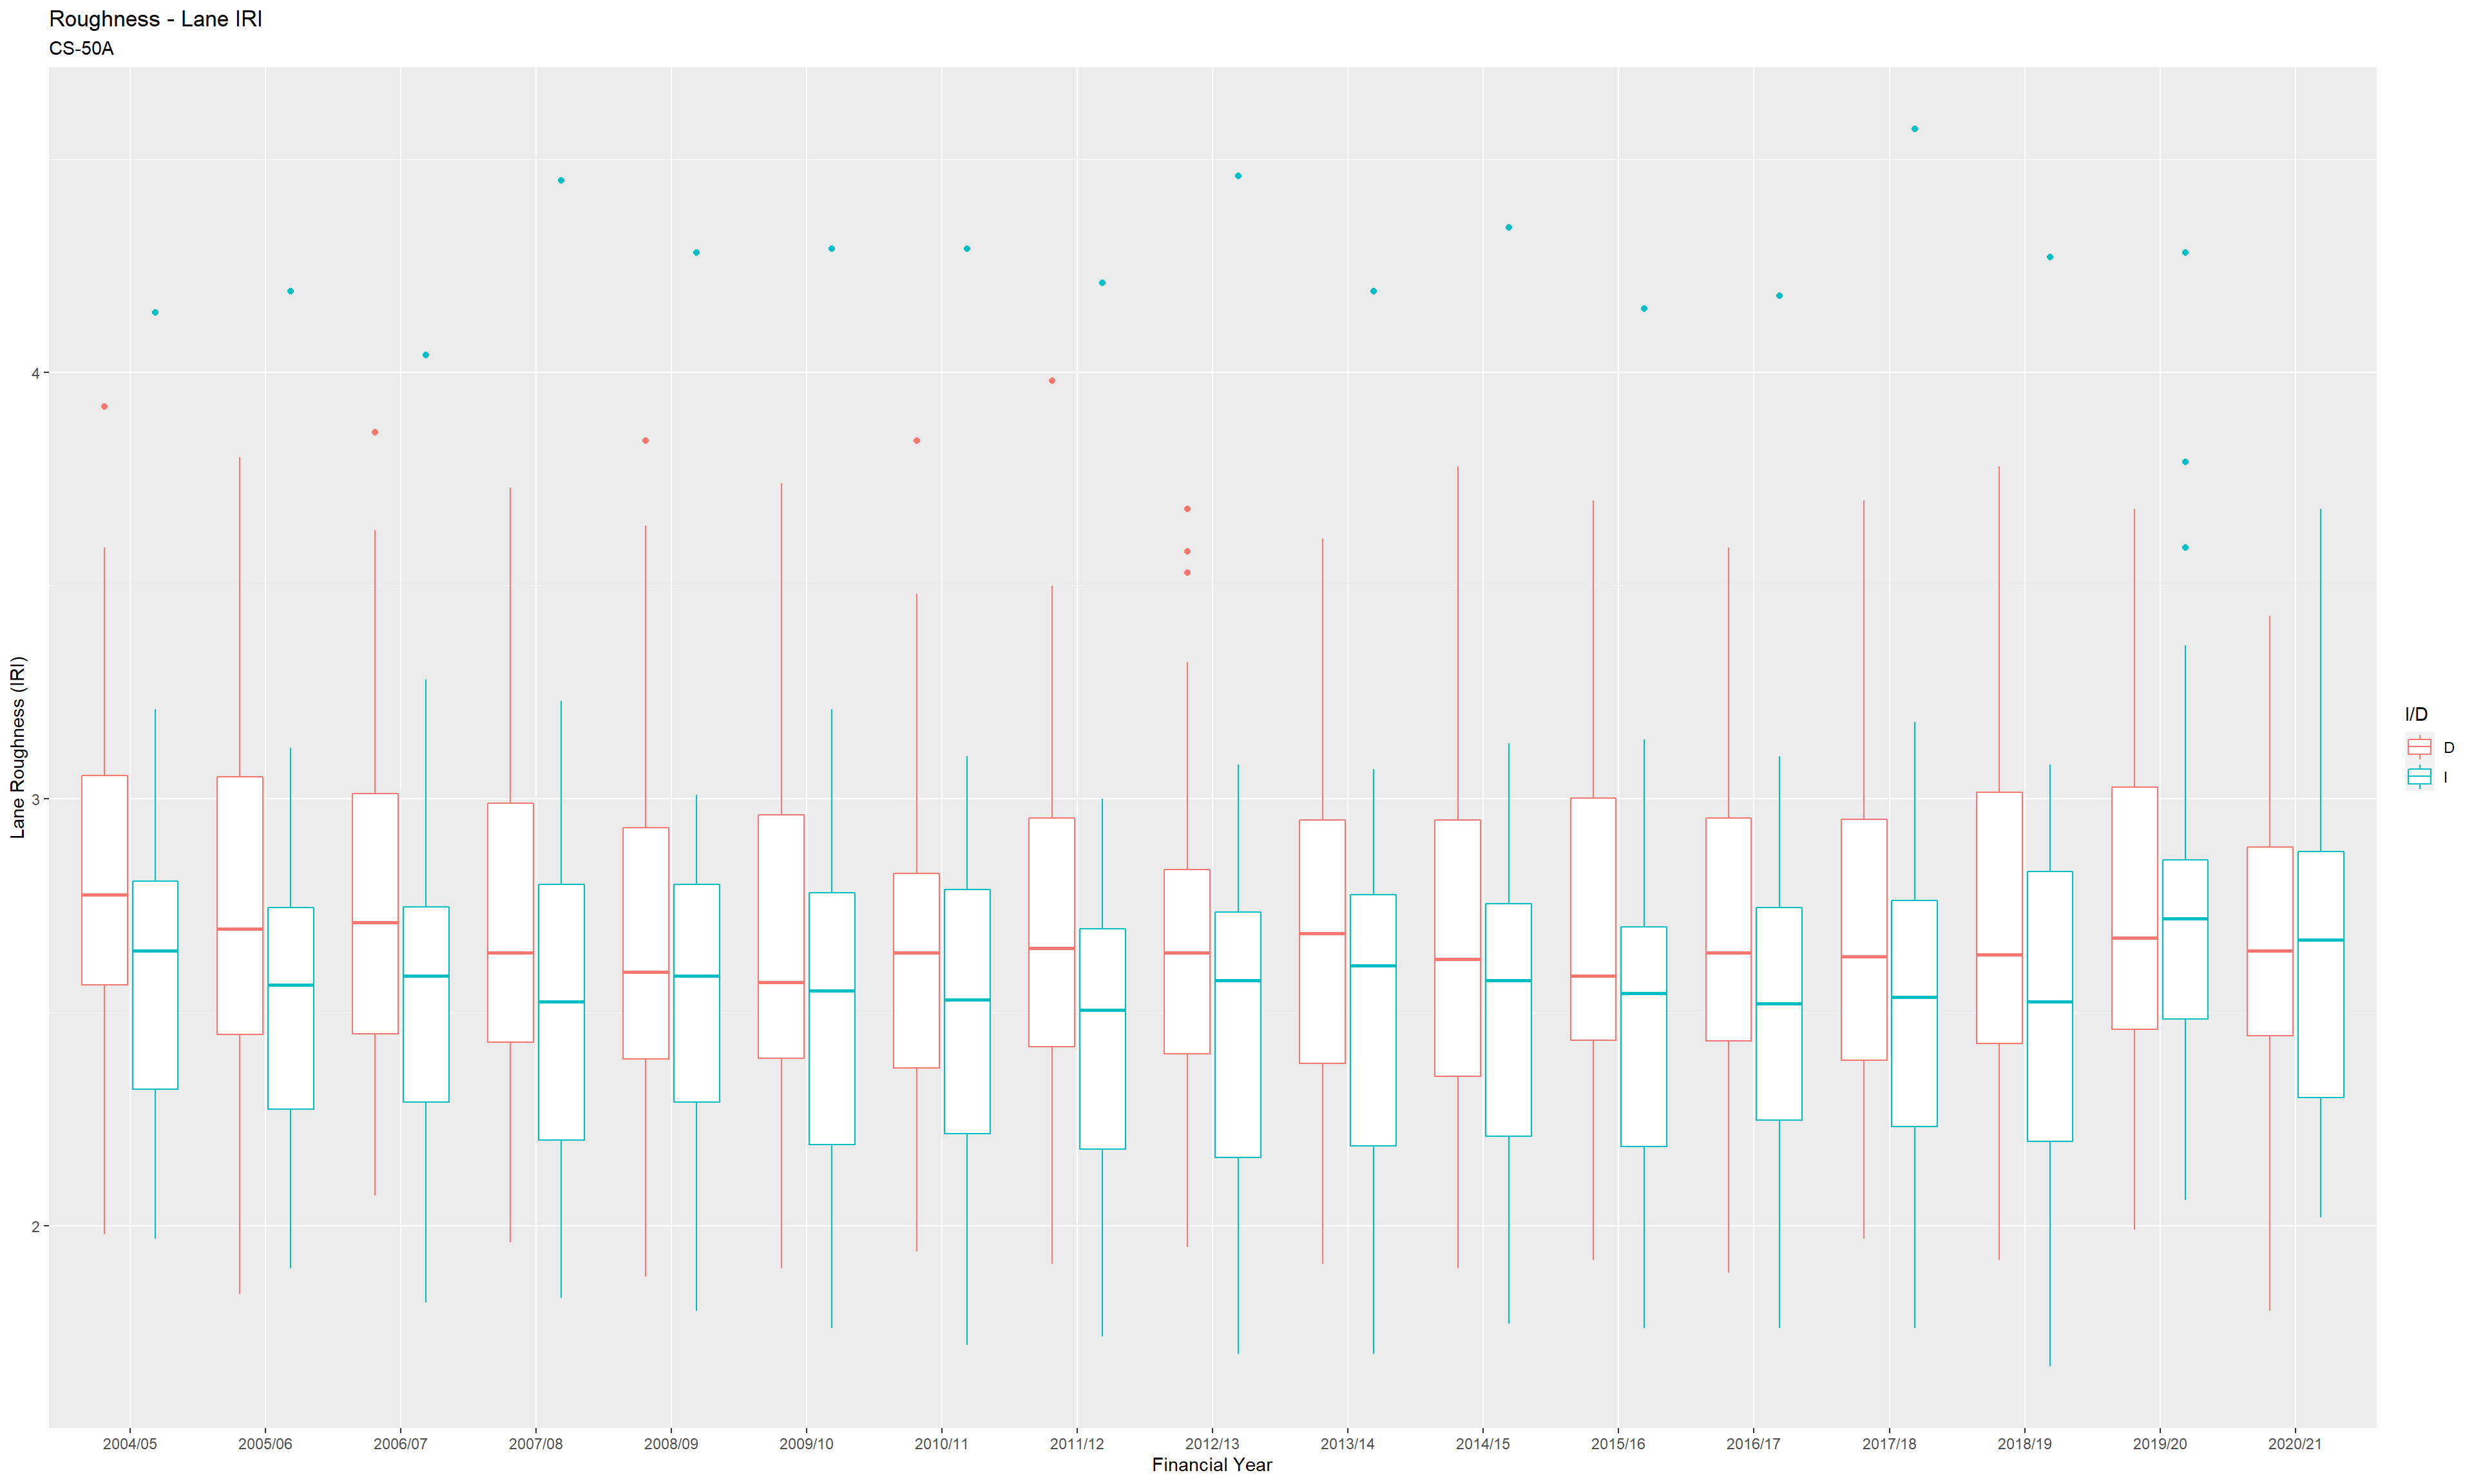 Roughness - Lane IRI
CS-50A
Lane Roughness (IRI)
4
3
2
2004/05 2005/06 2006/07 2007/08 2008/09 2009/10 2010/11 2011/12 2012/13 2013/14 2014/15 2015/16 2016/17 2017/18 2018/19 2019/20 2020/21
Financial Year
I/D
D
I